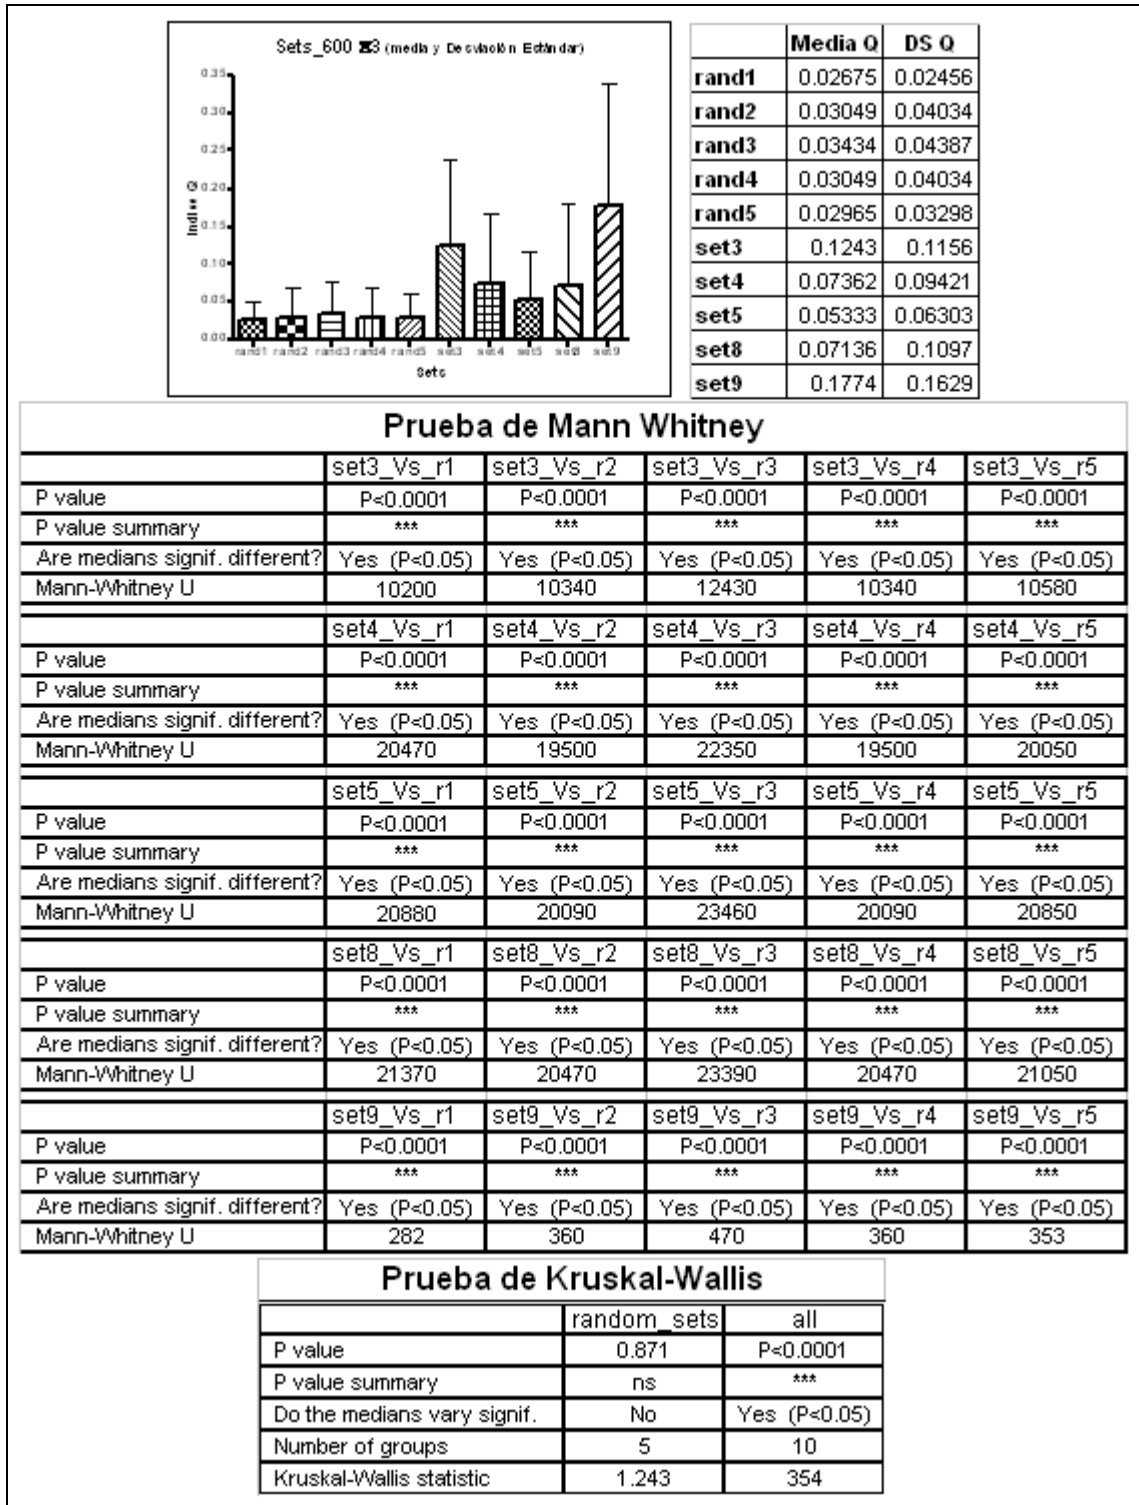 Sets_600 (media y Desviación Estándar)
0.35
0.30
0.25
0.20
0.15
0.10
0.05
0.00
Indise Q
rand1 rand2 rand3 rand4 rand5 set3 set4 set5 set8 set9
Sets
Media Q DS Q
rand1 0.02675 0.02456
rand2 0.03049 0.04034
rand3 0.03434 0.04387
rand4 0.03049 0.04034
rand5 0.02965 0.03298
set3 0.1243 0.1156
set4 0.07362 0.09421
set5 0.05333 0.06303
set8 0.07136 0.1097
set9 0.1774 0.1629
Prueba de Mann Whitney
set3_Vs_r1 set3_Vs_r2 set3_Vs_r3 set3_Vs_r4 set3_Vs_r5
P value P<0.0001 P<0.0001 P<0.0001 P<0.0001 P<0.0001
P value summary *** *** *** *** ***
Are medians signif. different? Yes (P<0.05) Yes (P<0.05) Yes (P<0.05) Yes (P<0.05) Yes (P<0.05)
Mann-Whitney U 10200 10340 12430 10340 10580
set4_Vs_r1 set4_Vs_r2 set4_Vs_r3 set4_Vs_r4 set4_Vs_r5
P value P<0.0001 P<0.0001 P<0.0001 P<0.0001 P<0.0001
P value summary *** *** *** *** ***
Are medians signif. different? Yes (P<0.05) Yes (P<0.05) Yes (P<0.05) Yes (P<0.05) Yes (P<0.05)
Mann-Whitney U 20470 19500 22350 19500 20050
set5_Vs_r1 set5_Vs_r2 set5_Vs_r3 set5_Vs_r4 set5_Vs_r5
P value P<0.0001 P<0.0001 P<0.0001 P<0.0001 P<0.0001
P value summary *** *** *** *** ***
Are medians signif. different? Yes (P<0.05) Yes (P<0.05) Yes (P<0.05) Yes (P<0.05) Yes (P<0.05)
Mann-Whitney U 20880 20090 23460 20090 20850
set8_Vs_r1 set8_Vs_r2 set8_Vs_r3 set8_Vs_r4 set8_Vs_r5
P value P<0.0001 P<0.0001 P<0.0001 P<0.0001 P<0.0001
P value summary *** *** *** *** ***
Are medians signif. different? Yes (P<0.05) Yes (P<0.05) Yes (P<0.05) Yes (P<0.05) Yes (P<0.05)
Mann-Whitney U 21370 20470 23390 20470 21050
set9_Vs_r1 set9_Vs_r2 set9_Vs_r3 set9_Vs_r4 set9_Vs_r5
P value P<0.0001 P<0.0001 P<0.0001 P<0.0001 P<0.0001
P value summary *** *** *** *** ***
Are medians signif. different? Yes (P<0.05) Yes (P<0.05) Yes (P<0.05) Yes (P<0.05) Yes (P<0.05)
Mann-Whitney U 282 360 470 360 353
Prueba de Kruskal-Wallis
random_sets all
P value 0.871 P<0.0001
P value summary ns ***
Do the medians vary signif. No Yes (P<0.05)
Number of groups 5 10
Kruskal-Wallis statistic 1.243 354